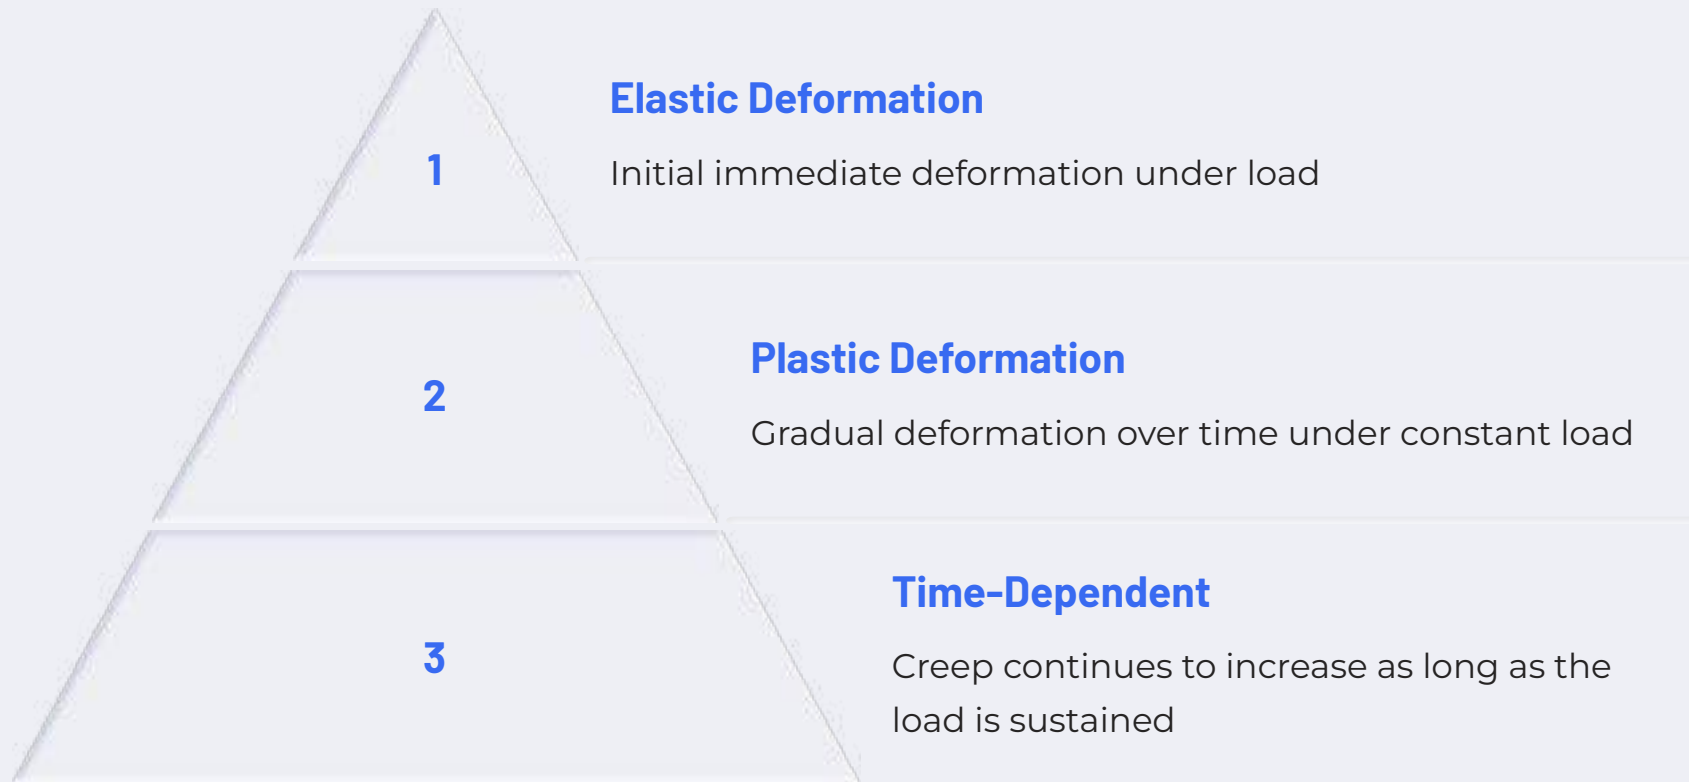 1
Elastic Deformation
Initial immediate deformation under load
2
Plastic Deformation
Gradual deformation over time under constant load
3
Time-Dependent
Creep continues to increase as long as the
load is sustained